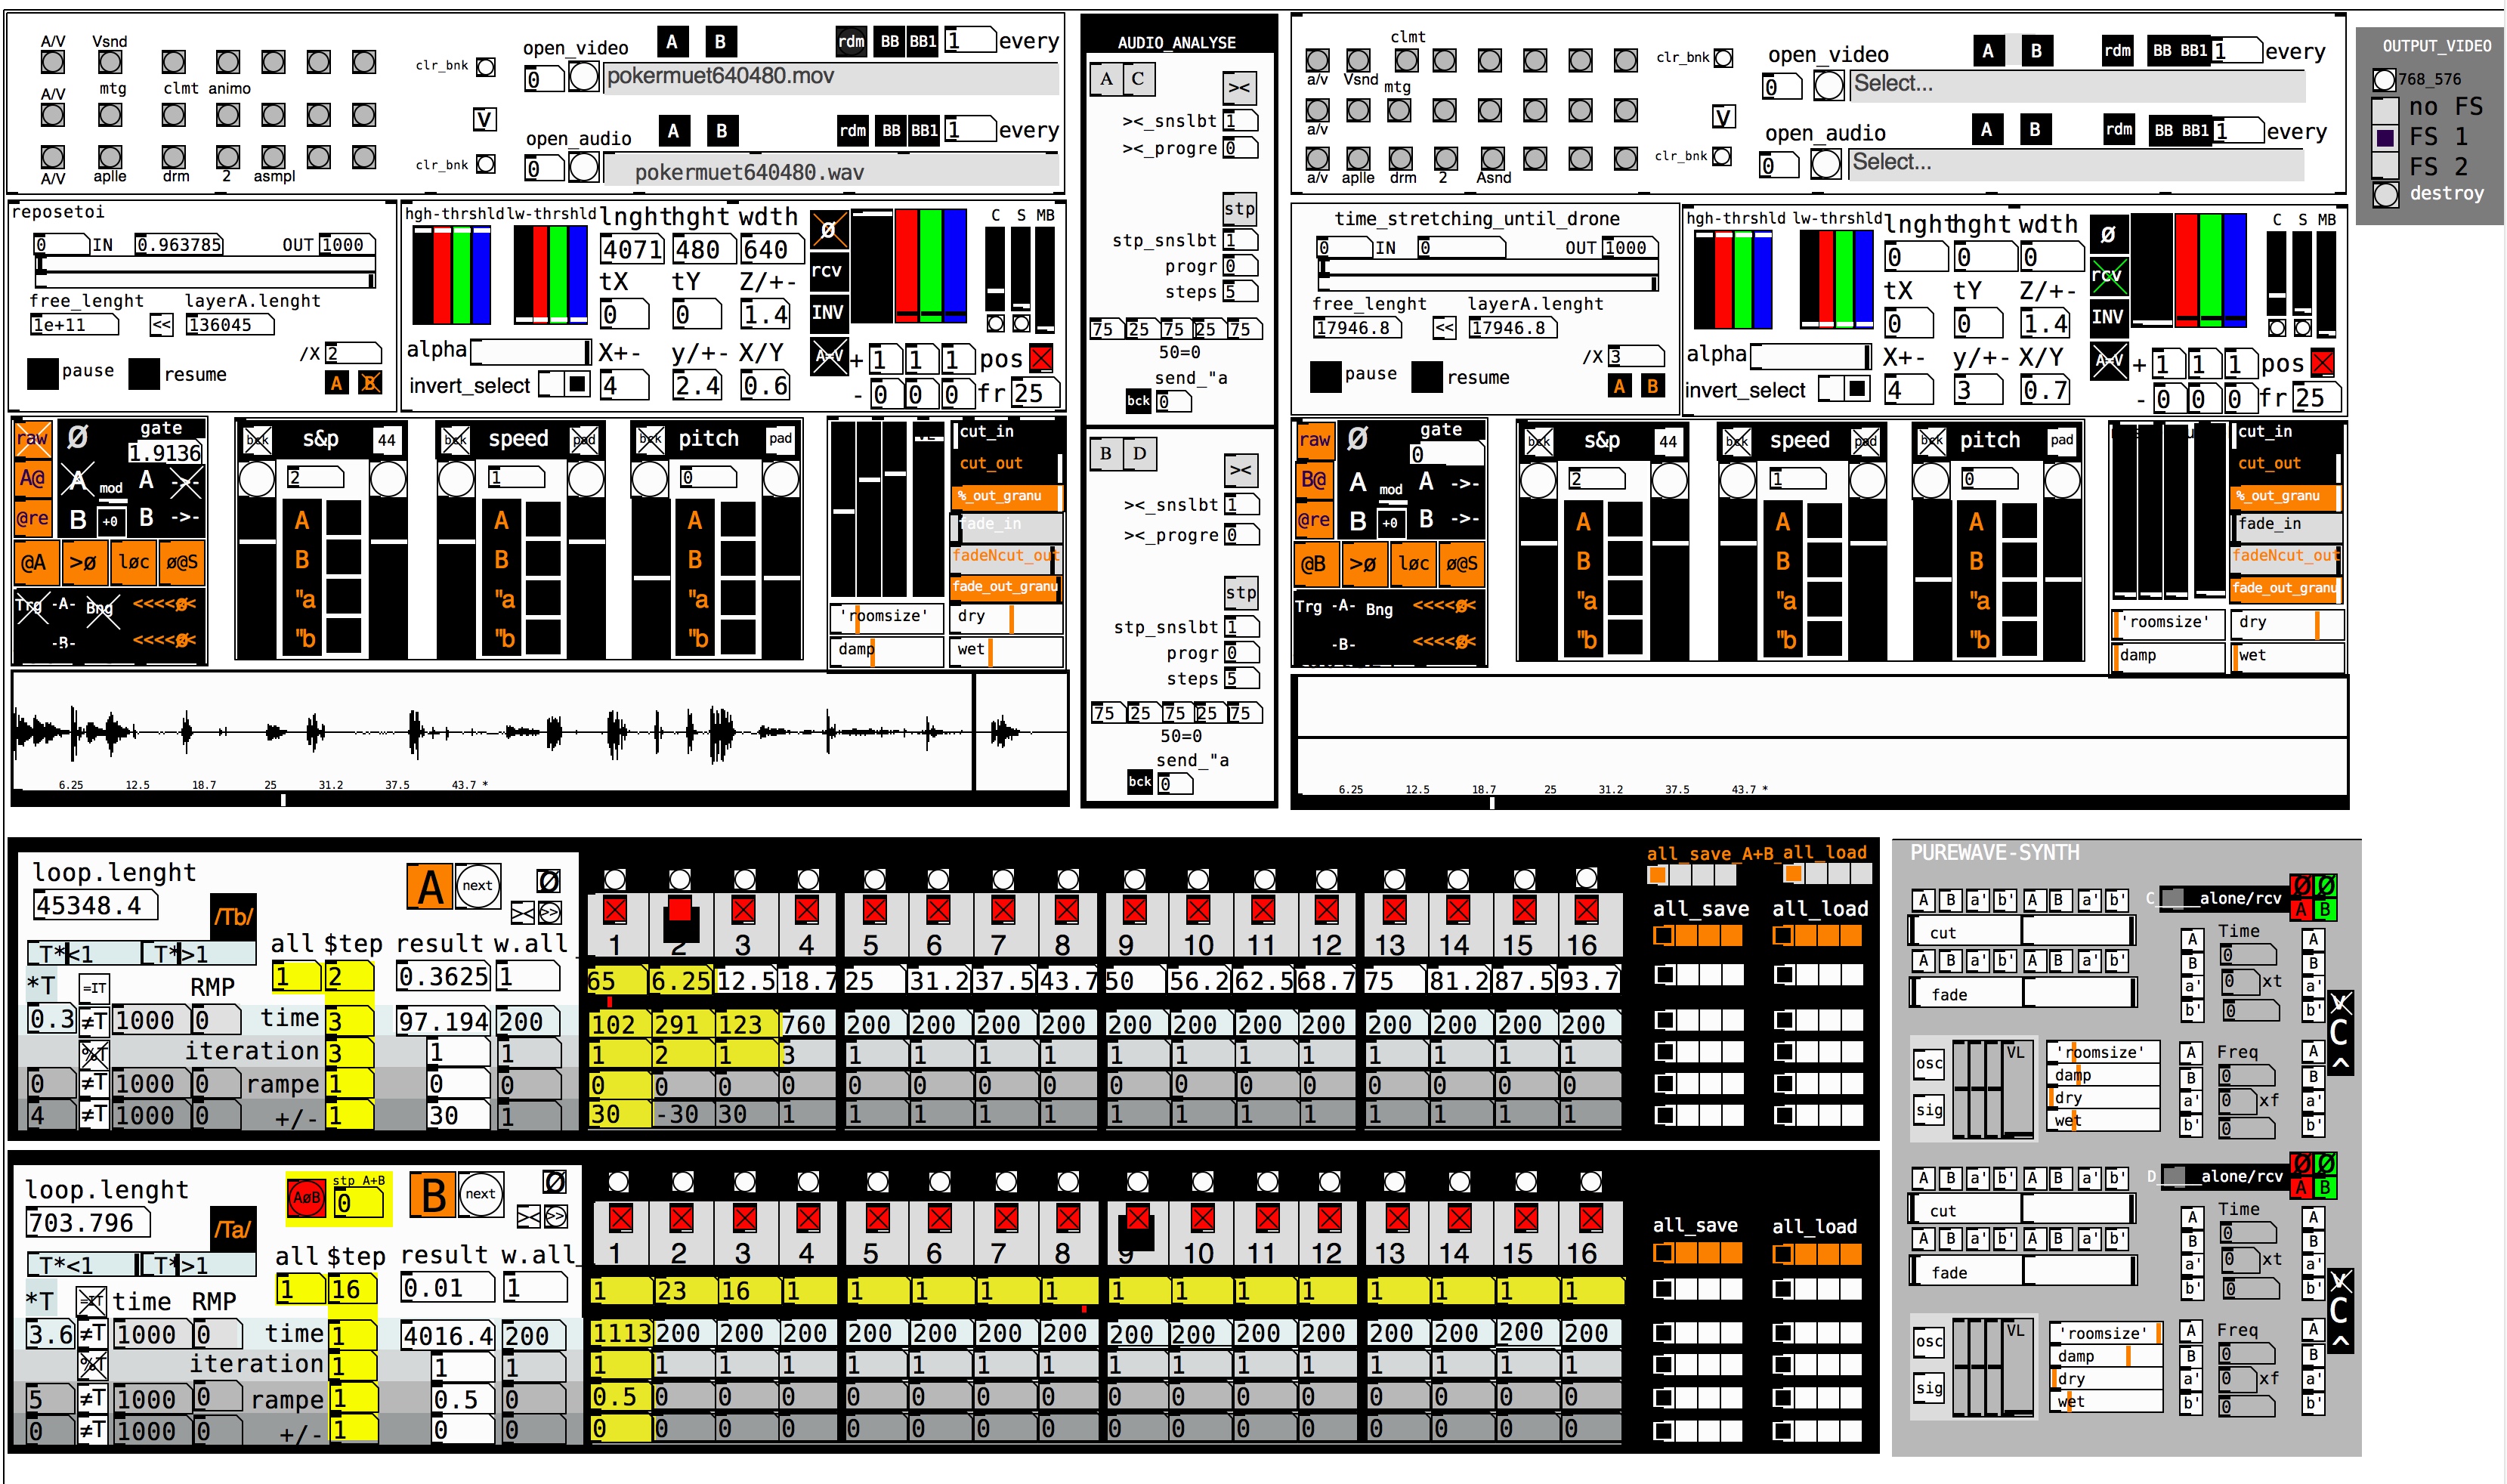 A/V Vsnd
mtg clmt animo
A/V
A/V aplle drm 2 asmpl
clr_bnk
V
clr_bnk
open_video A B rdm BB BB1 1 every
0 pokermuet640480.mov
open_audio A B rdm BB BB1 1 every
0 pokermuet640480.wav
AUDIO_ANALYSE
A C ><
><_snslbt 1
><_progre 0
stp
stp_snslbt 1
progr 0
steps 5
75 25 75 25 75
50=0
send_"a
bck 0
B D ><
><_snslbt 1
><_progre 0
stp
stp_snslbt 1
progr 0
steps 5
75 25 75 25 75
50=0
send_"a
bck 0
clmt
a/v Vsnd mtg
a/v
a/v aplle drm 2 Asnd
clr_bnk
V
clr_bnk
open_video A B rdm BB BB1 1 every
0 Select...
open_audio A B rdm BB BB1 1 every
0 Select...
OUTPUT_VIDEO
768_576
no FS
FS 1
FS 2
destroy
reposetoi
0 IN 0.963785 OUT 1000
free_lenght layerA.lenght
1e+11 << 136045
/X 2
pause resume A B
hgh-thrshld lw-thrshld lnght hght wdth
4071 480 640
tX tY Z/+-
0 0 1.4
alpha X+- y/+- X/Y
invert_select 4 2.4 0.6
Ø
rcv
INV
A=V
C S MB
+ 1 1 1 pos
- 0 0 0 fr 25
time_stretching_until_drone
0 IN 0 OUT 1000
free_lenght layerA.lenght
17946.8 << 17946.8
/X 3
pause resume A B
hgh-thrshld lw-thrshld lnght hght wdth
0 0 0
tX tY Z/+-
0 0 1.4
alpha X+- y/+- X/Y
invert_select 4 3 0.7
Ø
rcv
INV
A=V
C S MB
+ 1 1 1 pos
- 0 0 0 fr 25
raw Ø gate
1.9136
A@ A mod A ->-
@re B +0 B ->-
@A >ø løc ø@S
Trg -A- Bng <<<<ø<
-B- <<<<ø<
bck s&p 44 bck speed pad bck pitch pad
2 1 0
A A A
B B B
"a "a "a
"b "b "b
cut_in
cut_out
%_out_granu
fade_in
fadeNcut_out
fade_out_granu
'roomsize' dry
damp wet
6.25 12.5 18.7 25 31.2 37.5 43.7 *
raw Ø gate
0
B@ A mod A ->-
@re B +0 B ->-
@B >ø løc ø@S
Trg -A- Bng <<<<ø<
-B- <<<<ø<
bck s&p 44 bck speed pad bck pitch pad
2 1 0
A A A
B B B
"a "a "a
"b "b "b
cut_in
cut_out
%_out_granu
fade_in
fadeNcut_out
fade_out_granu
'roomsize' dry
damp wet
6.25 12.5 18.7 25 31.2 37.5 43.7 *
loop.lenght A next Ø
45348.4 /Tb/ >< >>
T*<1 T*>1 all $tep result w.all
*T =IT RMP 1 2 0.3625 1
0.3 ≠T 1000 0 time 3 97.194 200
%T iteration 3 1 1
0 ≠T 1000 0 rampe 1 0 0
4 ≠T 1000 0 +/- 1 30 1
1 2 3 4 5 6 7 8 9 10 11 12 13 14 15 16
65 6.25 12.5 18.7 25 31.2 37.5 43.7 50 56.2 62.5 68.7 75 81.2 87.5 93.7
102 291 123 760 200 200 200 200 200 200 200 200 200 200 200 200
1 2 1 3 1 1 1 1 1 1 1 1 1 1 1 1
0 0 0 0 0 0 0 0 0 0 0 0 0 0 0 0
30 -30 30 1 1 1 1 1 1 1 1 1 1 1 1 1
all_save_A+B all_load
all_save all_load
loop.lenght AøB stp A+B 0 B next Ø
703.796 /Ta/ >< >>
T*<1 T*>1 all $tep result w.all
1 16 0.01 1
*T =IT time RMP
3.6 ≠T 1000 0 time 1 4016.4 200
%T iteration 1 1 1
5 ≠T 1000 0 rampe 1 0.5 0
0 ≠T 1000 0 +/- 1 0 0
1 2 3 4 5 6 7 8 9 10 11 12 13 14 15 16
1 23 16 1 1 1 1 1 1 1 1 1 1 1 1 1
1113 200 200 200 200 200 200 200 200 200 200 200 200 200 200 200
1 1 1 1 1 1 1 1 1 1 1 1 1 1 1 1
0.5 0 0 0 0 0 0 0 0 0 0 0 0 0 0 0
0 0 0 0 0 0 0 0 0 0 0 0 0 0 0 0
all_save all_load
PUREWAVE-SYNTH
A B a' b' A B a' b' C alone/rcv Ø Ø
A B
cut A Time A
A B a' b' A B a' b' B 0 B
fade a' 0 xt a'
b' 0 b'
V
C
^
osc VL 'roomsize' A Freq A
damp B 0 B
sig dry a' 0 xf a'
wet b' 0 b'
A B a' b' A B a' b' D alone/rcv Ø Ø
A B
cut A Time A
A B a' b' A B a' b' B 0 B
fade a' 0 xt a'
b' 0 b'
V
C
^
osc VL 'roomsize' A Freq A
damp B 0 B
sig dry a' 0 xf a'
wet b' 0 b'